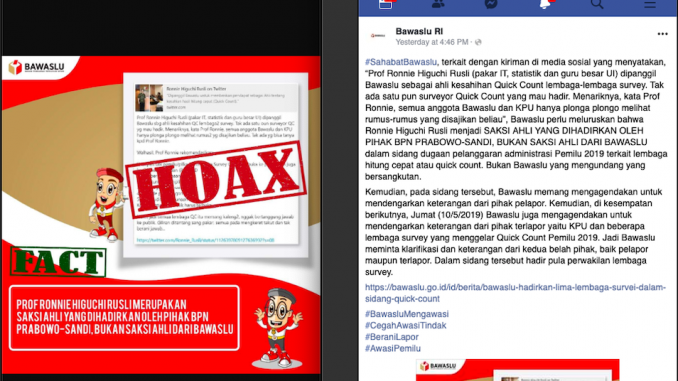 BAWASLU
Ronnie Higuchi Rusli on Twitter
HOAX
FACT
PROF RONNIE HIGUCHI RUSLI MERUPAKAN
SAKSI AHLI YANG DIHADIRKAN OLEH PIHAK BPN
PRABOWO-SANDI, BUKAN SAKSI AHLI DARI BAWASLU
Bawaslu RI
Yesterday at 4:46 PM
#SahabatBawaslu, terkait dengan kiriman di media sosial yang menyatakan,
“Prof Ronnie Higuchi Rusli (pakar IT, statistik dan guru besar UI) dipanggil
Bawaslu sebagai ahli kesahihan Quick Count lembaga-lembaga survey. Tak
ada satu pun surveyor Quick Count yang mau hadir. Menariknya, kata Prof
Ronnie, semua anggota Bawaslu dan KPU hanya plonga plongo melihat
rumus-rumus yang disajikan beliau”, Bawaslu perlu meluruskan bahwa
Ronnie Higuchi Rusli menjadi SAKSI AHLI YANG DIHADIRKAN OLEH
PIHAK BPN PRABOWO-SANDI, BUKAN SAKSI AHLI DARI BAWASLU
dalam sidang dugaan pelanggaran administrasi Pemilu 2019 terkait lembaga
hitung cepat atau quick count. Bukan Bawaslu yang mengundang yang
bersangkutan.
Kemudian, pada sidang tersebut, Bawaslu memang mengagendakan untuk
mendengarkan keterangan dari pihak pelapor. Kemudian, di kesempatan
berikutnya, Jumat (10/5/2019) Bawaslu juga mengagendakan untuk
mendengarkan keterangan dari pihak terlapor yaitu KPU dan beberapa
lembaga survey yang menggelar Quick Count Pemilu 2019. Jadi Bawaslu
meminta klarifikasi dan keterangan dari kedua belah pihak, baik pelapor
maupun terlapor. Dalam sidang tersebut hadir pula perwakilan lembaga
survey.
https://bawaslu.go.id/id/berita/bawaslu-hadirkan-lima-lembaga-survei-dalam-
sidang-quick-count
#BawasluMengawasi
#CegahAwasiTindak
#BeraniLapor
#AwasiPemilu
BAWASLU